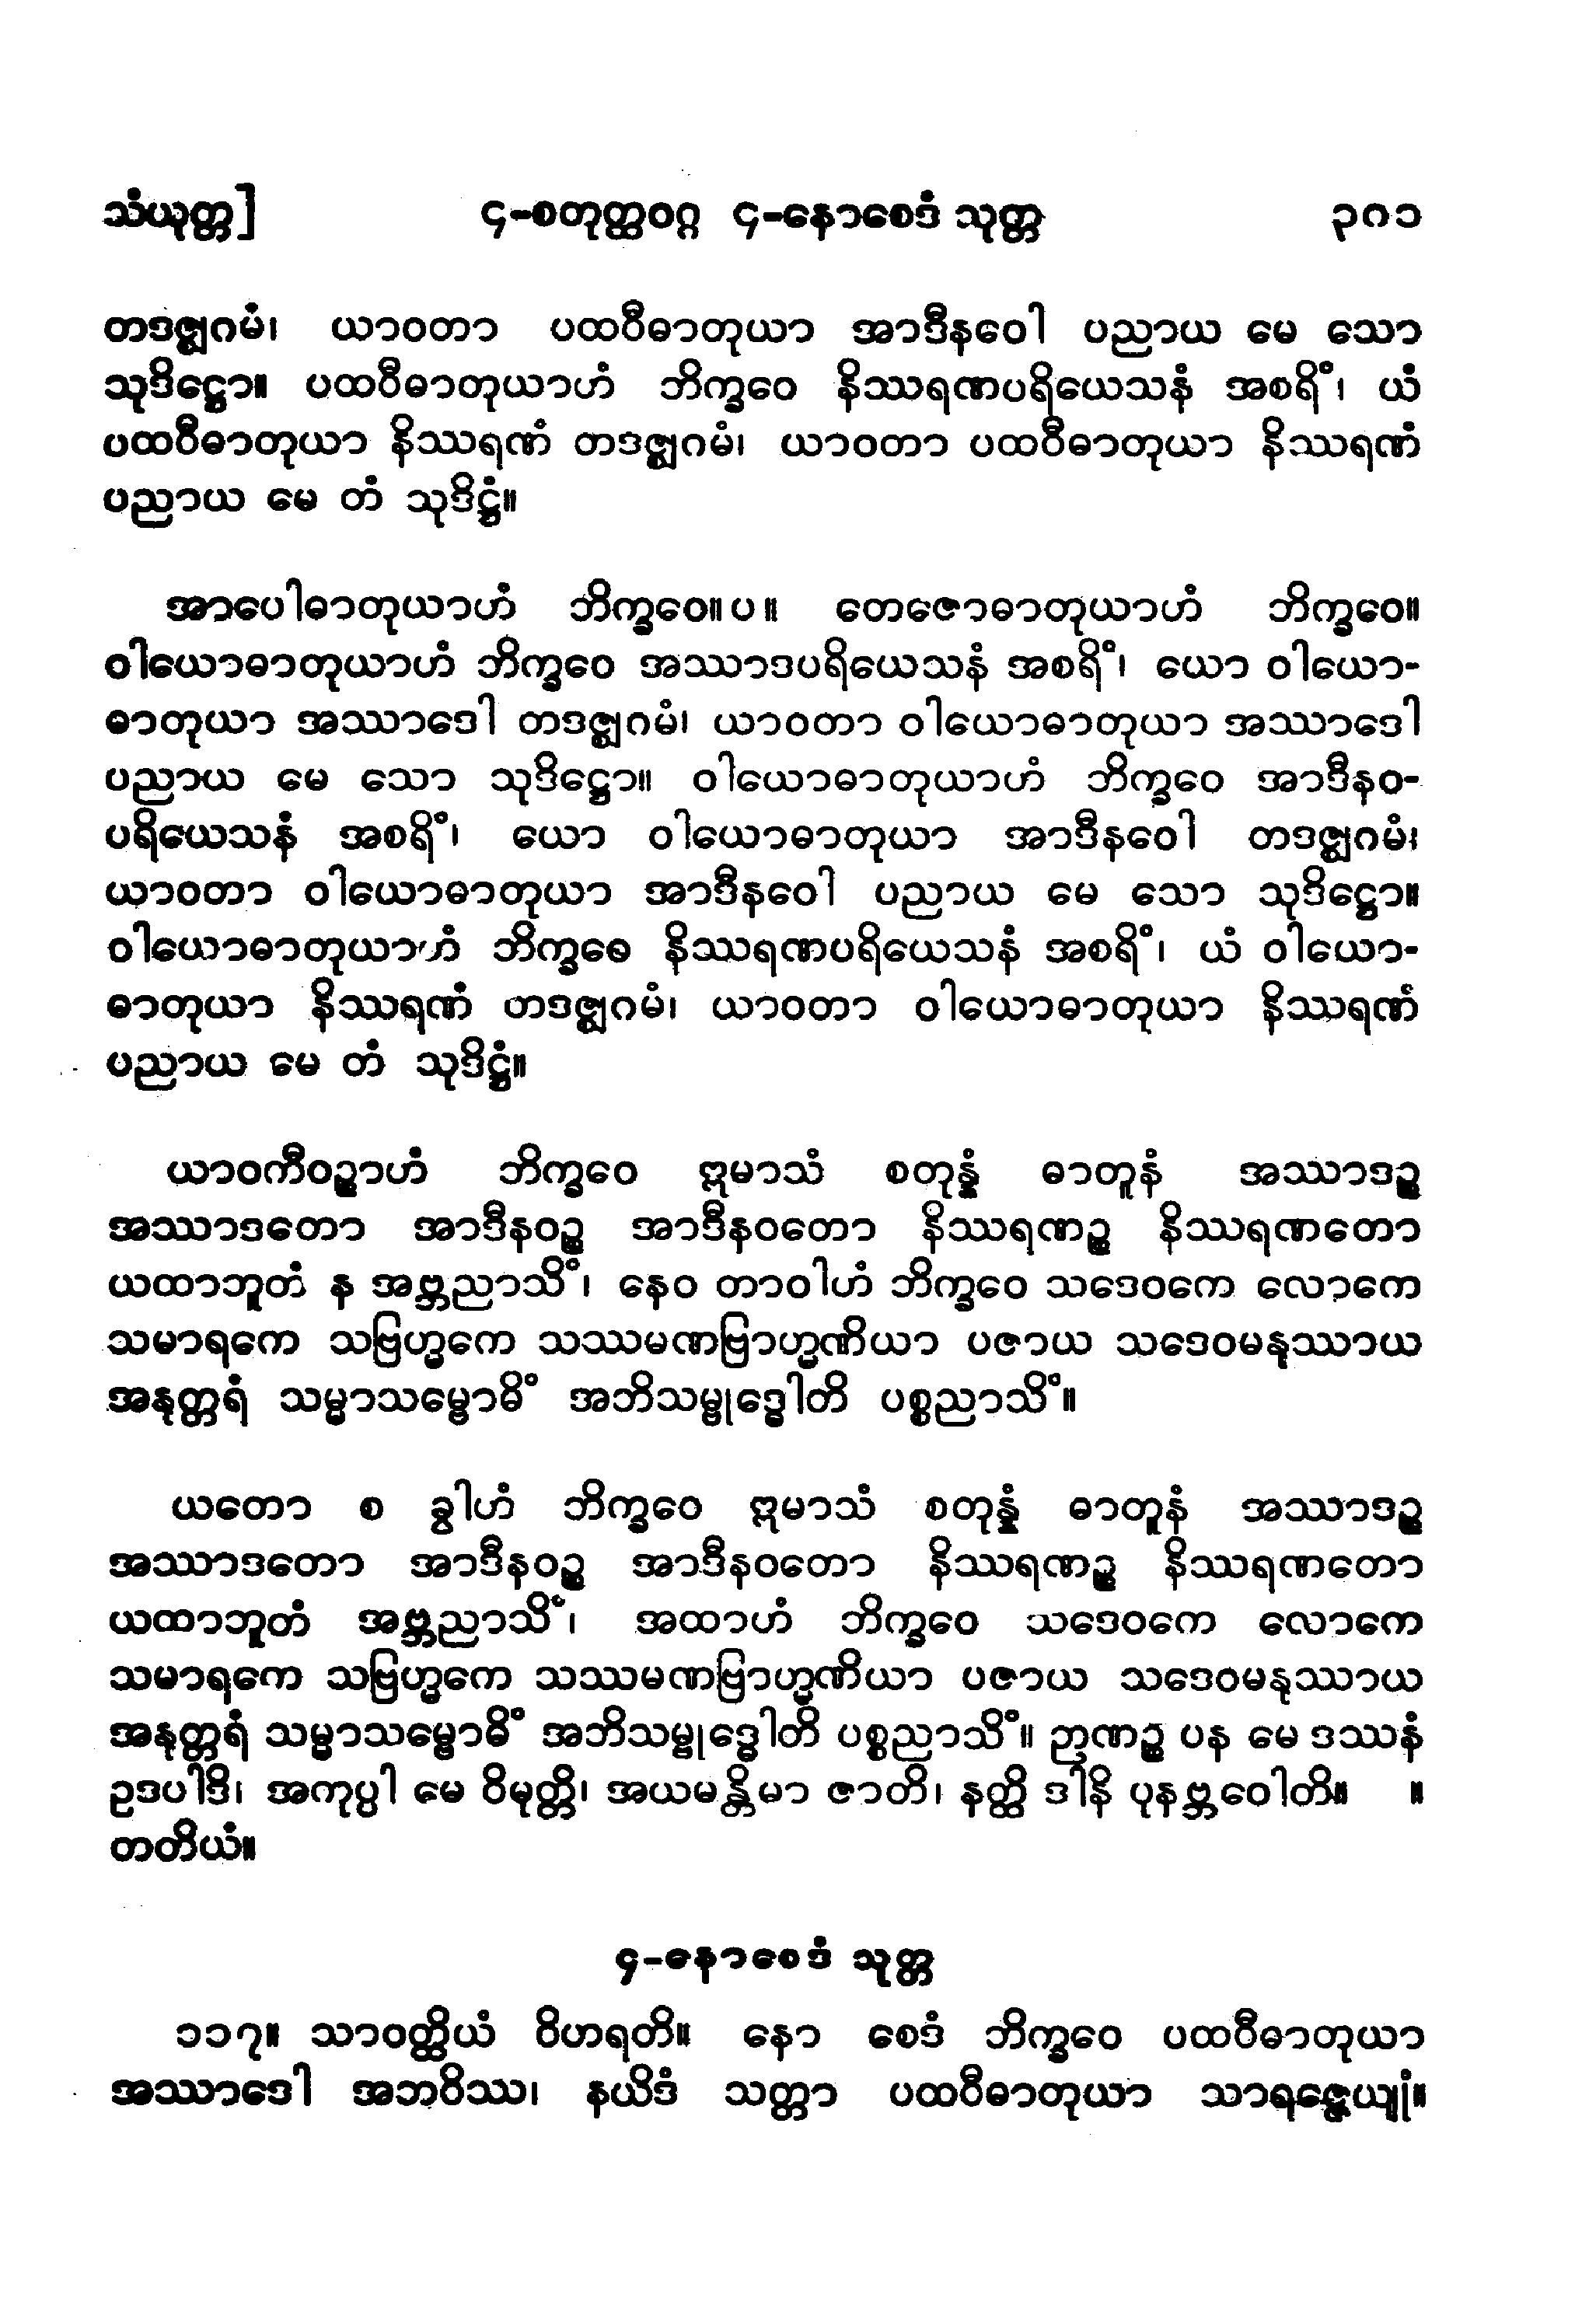 သံယုတ္တ] ၄-စတုတ္ထဝဂ္ဂ ၄-နောစေဒံ သုတ္တ ၃၈၁
တဒဇ္ဈဂမံ၊ ယာဝတာ ပထဝီဓာတုယာ အာဒီနဝေါ ပညာယ မေ သော
သုဒိဋ္ဌော။ ပထဝီဓာတုယာဟံ ဘိက္ခဝေ နိဿရဏပရိယေသနံ အစရိံ၊ ယံ
ပထဝီဓာတုယာ နိဿရဏံ တဒဇ္ဈဂမံ၊ ယာဝတာ ပထဝီဓာတုယာ နိဿရဏံ
ပညာယ မေ တံ သုဒိဋ္ဌံ။
အာပေါဓာတုယာဟံ ဘိက္ခဝေ။ပ။ တေဇောဓာတုယာဟံ ဘိက္ခဝေ။
ဝါယောဓာတုယာဟံ ဘိက္ခဝေ အဿာဒပရိယေသနံ အစရိံ၊ ယော ဝါယော-
ဓာတုယာ အဿာဒေါ တဒဇ္ဈဂမံ၊ ယာဝတာ ဝါယောဓာတုယာ အဿာဒေါ
ပညာယ မေ သော သုဒိဋ္ဌော။ ဝါယောဓာတုယာဟံ ဘိက္ခဝေ အာဒီနဝ-
ပရိယေသနံ အစရိံ၊ ယော ဝါယောဓာတုယာ အာဒီနဝေါ တဒဇ္ဈဂမံ၊
ယာဝတာ ဝါယောဓာတုယာ အာဒီနဝေါ ပညာယ မေ သော သုဒိဋ္ဌော။
ဝါယောဓာတုယာဟံ ဘိက္ခဝေ နိဿရဏပရိယေသနံ အစရိံ၊ ယံ ဝါယော-
ဓာတုယာ နိဿရဏံ တဒဇ္ဈဂမံ၊ ယာဝတာ ဝါယောဓာတုယာ နိဿရဏံ
ပညာယ မေ တံ သုဒိဋ္ဌံ။
ယာဝကီဝဉ္စာဟံ ဘိက္ခဝေ ဣမာသံ စတုန္နံ ဓာတူနံ အဿာဒဉ္စ
အဿာဒတော အာဒီနဝဉ္စ အာဒီနဝတော နိဿရဏဉ္စ နိဿရဏတော
ယထာဘူတံ န အဗ္ဘညာသိံ၊ နေဝ တာဝါဟံ ဘိက္ခဝေ သဒေဝကေ လောကေ
သမာရကေ သဗြဟ္မကေ သဿမဏဗြာဟ္မဏိယာ ပဇာယ သဒေဝမနုဿာယ
အနုတ္တရံ သမ္မာသမ္ဗောဓိံ အဘိသမ္ဗုဒ္ဓေါတိ ပစ္စညာသိံ။
ယတော စ ခွါဟံ ဘိက္ခဝေ ဣမာသံ စတုန္နံ ဓာတူနံ အဿာဒဉ္စ
အဿာဒတော အာဒီနဝဉ္စ အာဒီနဝတော နိဿရဏဉ္စ နိဿရဏတော
ယထာဘူတံ အဗ္ဘညာသိံ၊ အထာဟံ ဘိက္ခဝေ သဒေဝကေ လောကေ
သမာရကေ သဗြဟ္မကေ သဿမဏဗြာဟ္မဏိယာ ပဇာယ သဒေဝမနုဿာယ
အနုတ္တရံ သမ္မာသမ္ဗောဓိံ အဘိသမ္ဗုဒ္ဓေါတိ ပစ္စညာသိံ။ ဉာဏဉ္စ ပန မေ ဒဿနံ
ဥဒပါဒိ၊ အကုပ္ပါ မေ ဝိမုတ္တိ၊ အယမန္တိမာ ဇာတိ၊ နတ္ထိ ဒါနိ ပုနဗ္ဘဝေါတိ။ ။
တတိယံ။
၄-နောစေဒံ သုတ္တ
၁၁၇။ သာဝတ္ထိယံ ဝိဟရတိ။ နော စေဒံ ဘိက္ခဝေ ပထဝီဓာတုယာ
အဿာဒေါ အဘဝိဿ၊ နယိဒံ သတ္တာ ပထဝီဓာတုယာ သာရဇ္ဇေယျုံ။